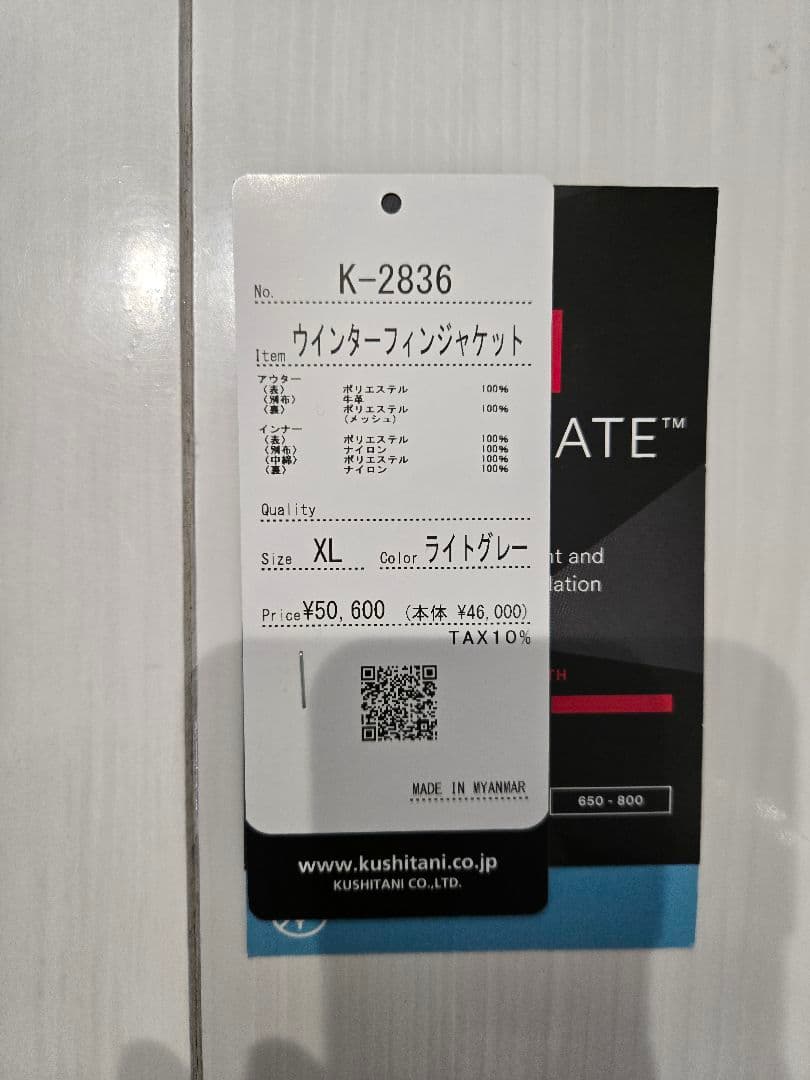 No. K-2836
Item ウインターフィンジャケット
アウター
(表) ポリエステル 100%
(別布) 牛革
(裏) ポリエステル 100%
(メッシュ)
インナー
(表) ポリエステル 100%
(別布) ナイロン 100%
(中綿) ポリエステル 100%
(裏) ナイロン 100%
Quality
Size XL Color ライトグレー
Price ¥50,600 (本体 ¥46,000)
TAX10%
MADE IN MYANMAR
www.kushitani.co.jp
KUSHITANI CO.,LTD.
ATE™
nt and
lation
TH
650 - 800